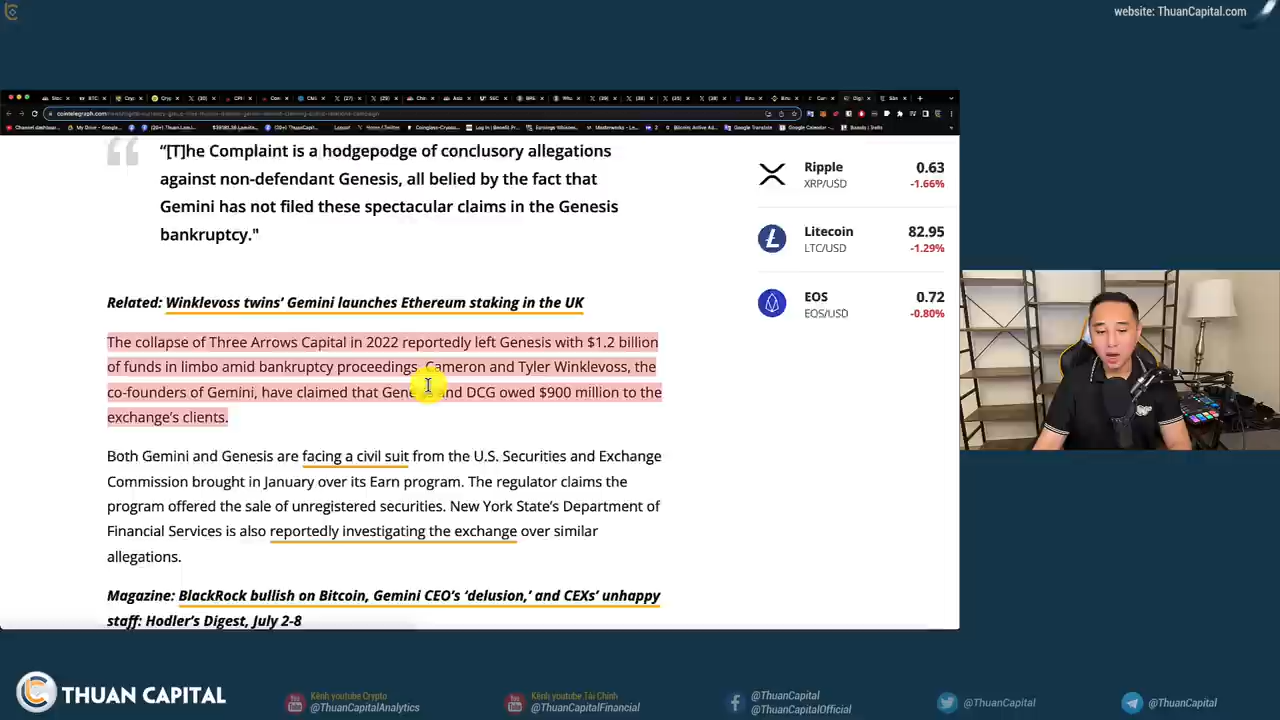 website: ThuanCapital.com
“[T]he Complaint is a hodgepodge of conclusory allegations
against non-defendant Genesis, all belied by the fact that
Gemini has not filed these spectacular claims in the Genesis
bankruptcy."
Related: Winklevoss twins’ Gemini launches Ethereum staking in the UK
The collapse of Three Arrows Capital in 2022 reportedly left Genesis with $1.2 billion
of funds in limbo amid bankruptcy proceedings. Cameron and Tyler Winklevoss, the
co-founders of Gemini, have claimed that Genesis and DCG owed $900 million to the
exchange’s clients.
Both Gemini and Genesis are facing a civil suit from the U.S. Securities and Exchange
Commission brought in January over its Earn program. The regulator claims the
program offered the sale of unregistered securities. New York State’s Department of
Financial Services is also reportedly investigating the exchange over similar
allegations.
Magazine: BlackRock bullish on Bitcoin, Gemini CEO’s ‘delusion,’ and CEXs’ unhappy
staff: Hodler’s Digest, July 2-8
Ripple 0.63
XRP/USD -1.66%
Litecoin 82.95
LTC/USD -1.29%
EOS 0.72
EOS/USD -0.80%
THUAN CAPITAL
Kênh youtube Crypto
@ThuanCapitalAnalytics
Kênh youtube Tài Chính
@ThuanCapitalFinancial
@ThuanCapital
@ThuanCapitalOfficial
@ThuanCapital
@ThuanCapital